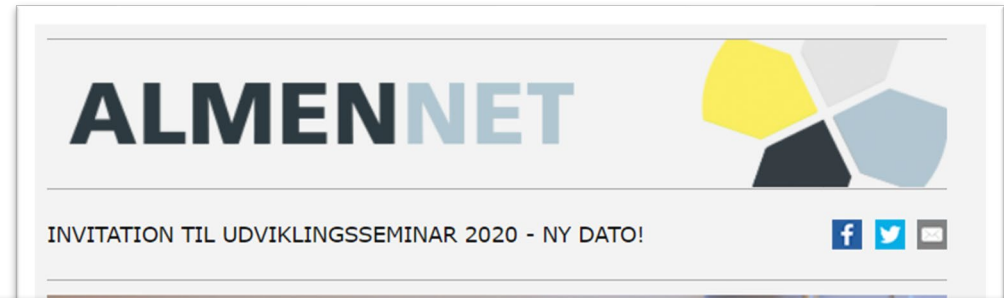 ALMENNET
INVITATION TIL UDVIKLINGSSEMINAR 2020 - NY DATO!